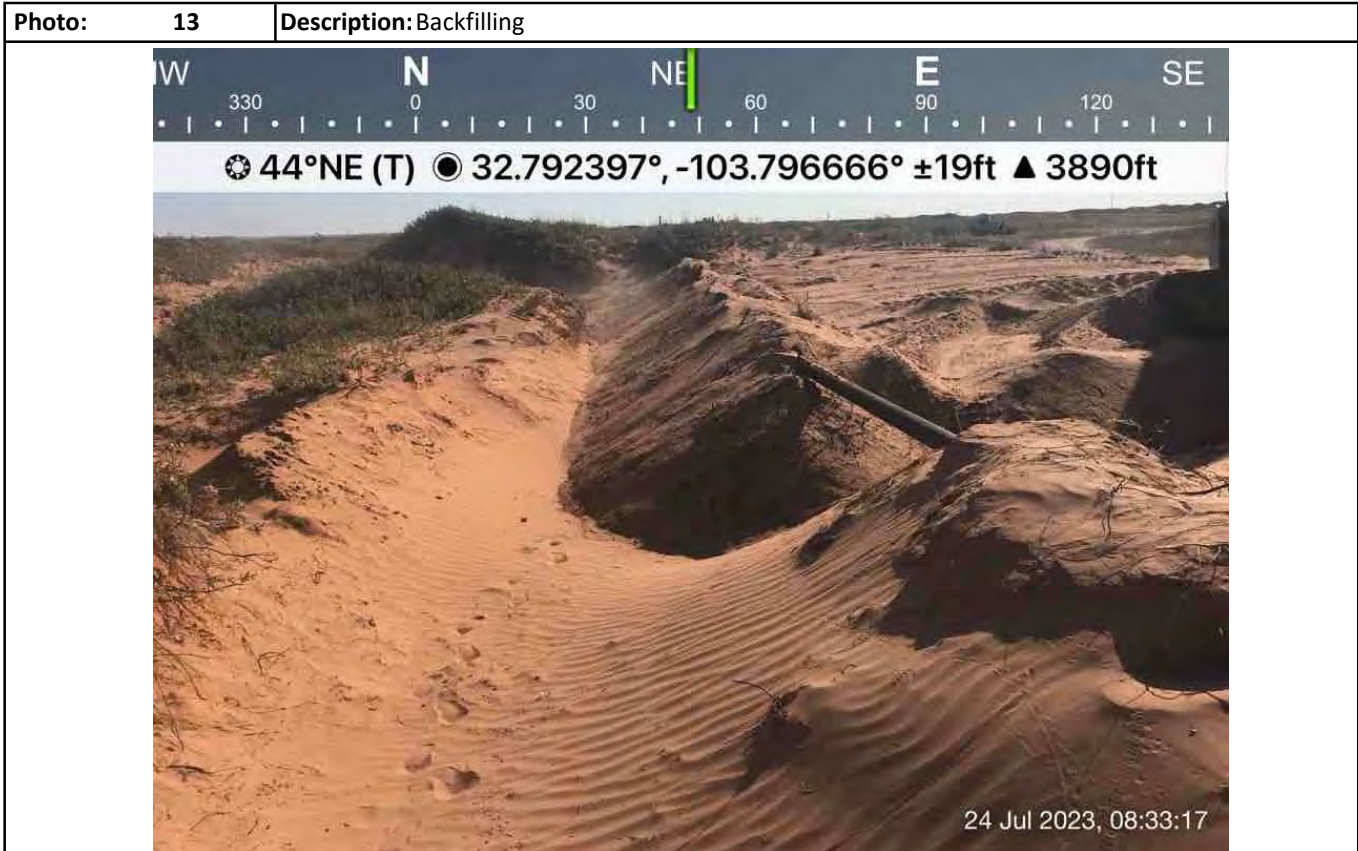 Photo: 13 Description: Backfilling
N NE E SE
330 0 30 60 90 120
44°NE (T) 32.792397°, -103.796666° ±19ft ▲ 3890ft
24 Jul 2023, 08:33:17